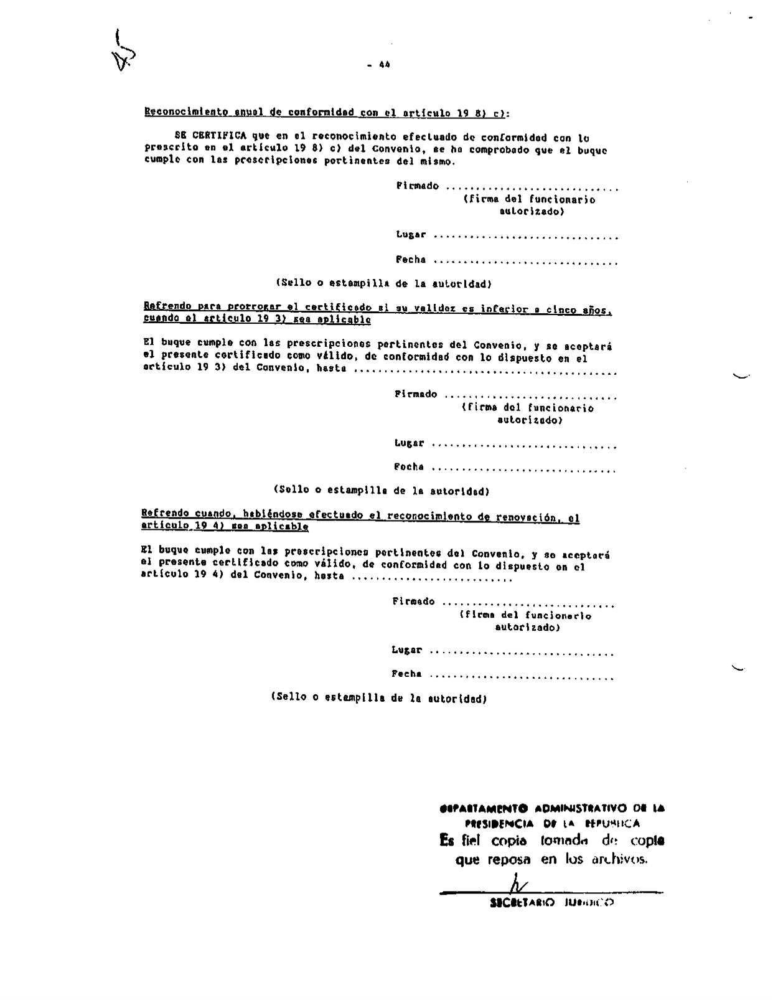 45
- 44
Reconocimiento anual de conformidad con el artículo 19 8) c):
SE CERTIFICA que en el reconocimiento efectuado de conformidad con lo
prescrito en el artículo 19 8) c) del Convenio, se ha comprobado que el buque
cumple con las prescripciones pertinentes del mismo.
Firmado .............................
(firma del funcionario
autorizado)
Lugar ...............................
Fecha ...............................
(Sello o estampilla de la autoridad)
Refrendo para prorrogar el certificado si su validez es inferior a cinco años,
cuando el artículo 19 3) sea aplicable
El buque cumple con las prescripciones pertinentes del Convenio, y se aceptará
el presente certificado como válido, de conformidad con lo dispuesto en el
artículo 19 3) del Convenio, hasta ............................................
Firmado .............................
(firma del funcionario
autorizado)
Lugar ...............................
Fecha ...............................
(Sello o estampilla de la autoridad)
Refrendo cuando, habiéndose efectuado el reconocimiento de renovación, el
artículo 19 4) sea aplicable
El buque cumple con las prescripciones pertinentes del Convenio, y se aceptará
el presente certificado como válido, de conformidad con lo dispuesto en el
artículo 19 4) del Convenio, hasta ...........................
Firmado .............................
(firma del funcionario
autorizado)
Lugar ...............................
Fecha ...............................
(Sello o estampilla de la autoridad)
DEPARTAMENTO ADMINISTRATIVO DE LA
PRESIDENCIA DE LA REPUBLICA
Es fiel copia tomada de copia
que reposa en los archivos.
SECRETARIO JURIDICO